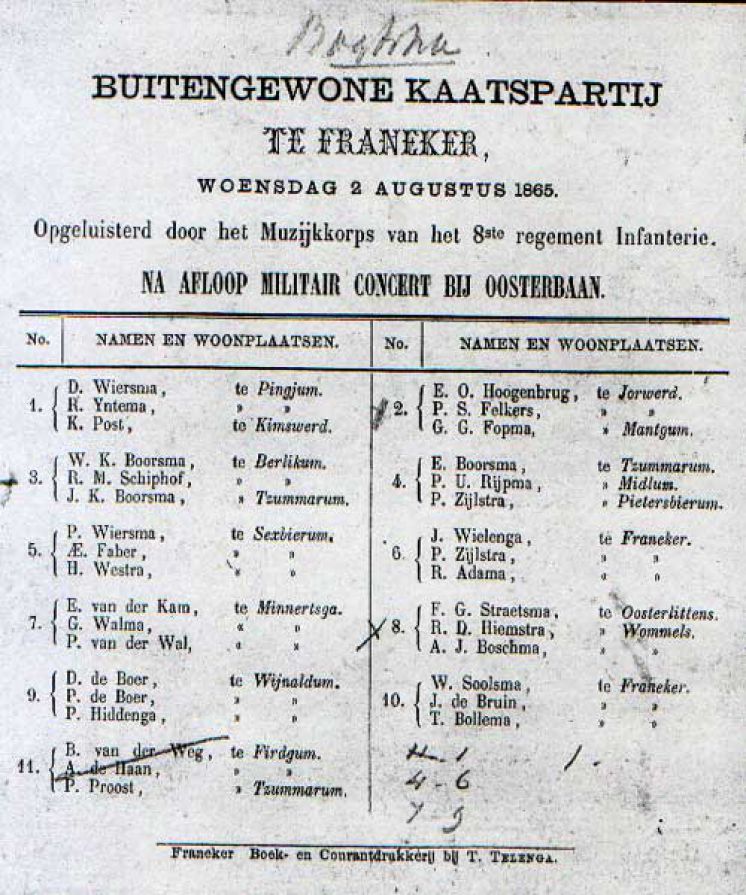 BUITENGEWONE KAATSPARTIJ
TE FRANEKER,
WOENSDAG 2 AUGUSTUS 1865.
Opgeluisterd door het Muzijkkorps van het 8ste regement Infanterie.
NA AFLOOP MILITAIR CONCERT BIJ OOSTERBAAN.
No. NAMEN EN WOONPLAATSEN.
1. D. Wiersma, te Pingjum.
R. Yntema, » »
K. Post, te Kimswerd.
3. W. K. Boorsma, te Berlikum.
R. M. Schiphof, » »
J. K. Boorsma, » Tzummarum.
5. P. Wiersma, te Sexbierum.
Æ. Faber, » »
H. Westra, » »
7. E. van der Kam, te Minnertsga.
G. Walma, « »
P. van der Wal, « »
9. D. de Boer, te Wijnaldum.
P. de Boer, » »
P. Hiddenga, » »
11. B. van der Weg, te Firdgum.
A. de Haan, » »
P. Proost, » Tzummarum.
No. NAMEN EN WOONPLAATSEN.
2. E. O. Hoogenbrug, te Jorwerd.
P. S. Felkers, » »
G. G. Fopma, » Mantgum.
4. E. Boorsma, te Tzummarum.
P. U. Rijpma, » Midlum.
P. Zijlstra, » Pietersbierum.
6. J. Wielenga, te Franeker.
P. Zijlstra, » »
R. Adama, « »
8. F. G. Straetsma, te Oosterlittens.
R. D. Hiemstra, » Wommels.
A. J. Boschma, » »
10. W. Soolsma, te Franeker.
J. de Bruin, » »
T. Bollema, » »
1 1.
4 - 6
7 - 9
Franeker Boek- en Courantdrukkerij bij T. TELENGA.